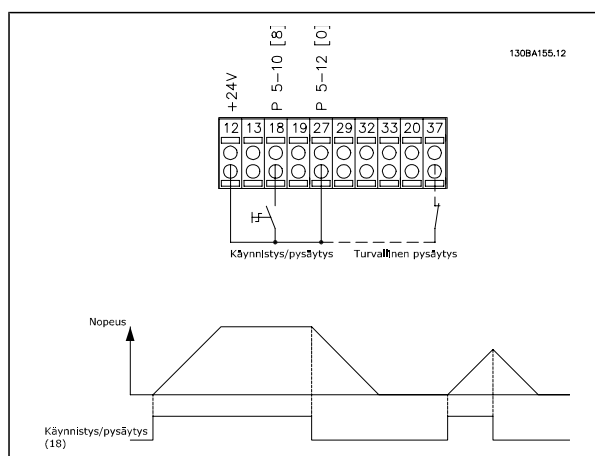 130BA155.12
+24V
P 5-10 [8]
P 5-12 [0]
12 13 18 19 27 29 32 33 20 37
Käynnistys/pysäytys
Turvallinen pysäytys
Nopeus
Käynnistys/pysäytys
(18)